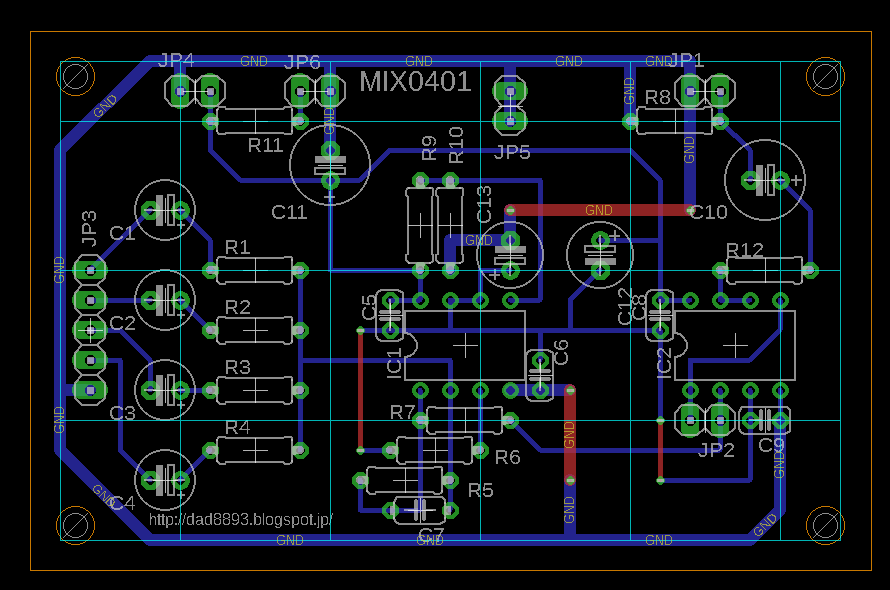 JP4 GND JP6 GND GND GND JP1
MIX0401
GND GND GND R8
R11 R9 R10 JP5 GND
C11 C13 GND C10
C1 JP3 GND R12
GND R1
C5 C12 C8
R2 C2
IC1 C6 IC2
R3
C3 R7 GND
GND R4 R6 JP2 C9
GND
R5
GND C4 GND
http://dad8893.blogspot.jp/ C7 GND
GND GND GND